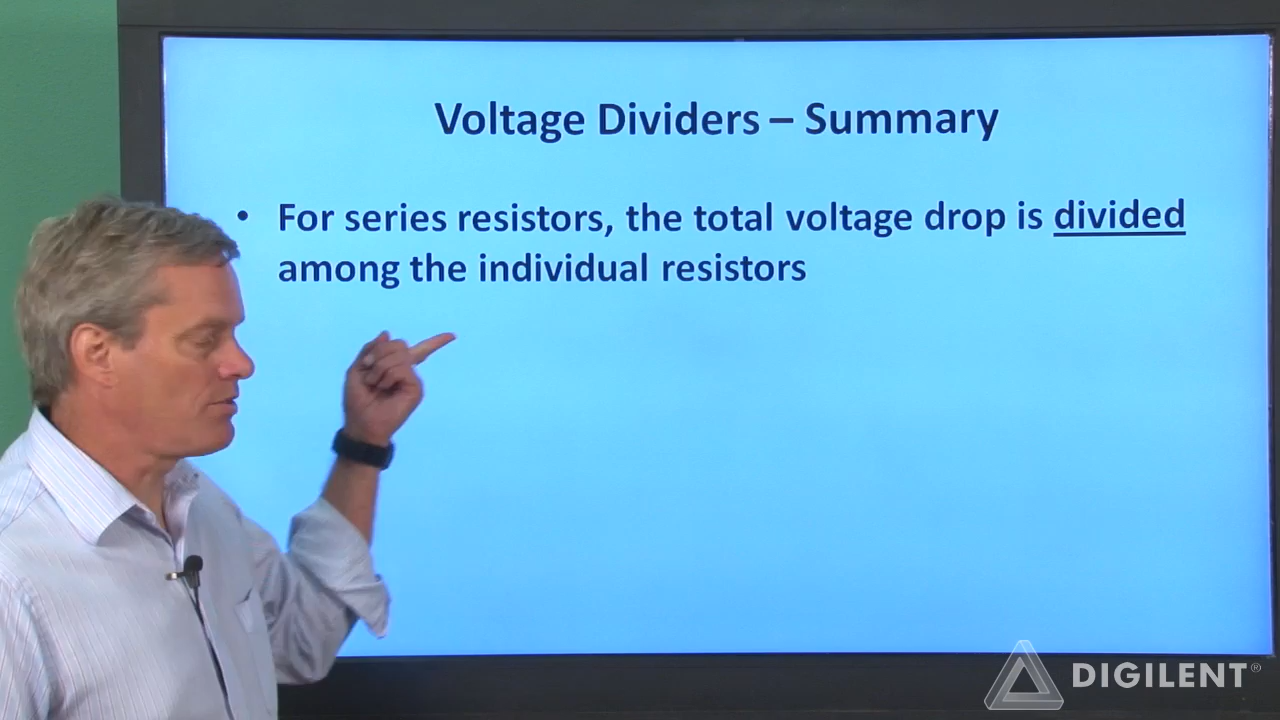 Voltage Dividers – Summary
• For series resistors, the total voltage drop is divided
among the individual resistors
DIGILENT®